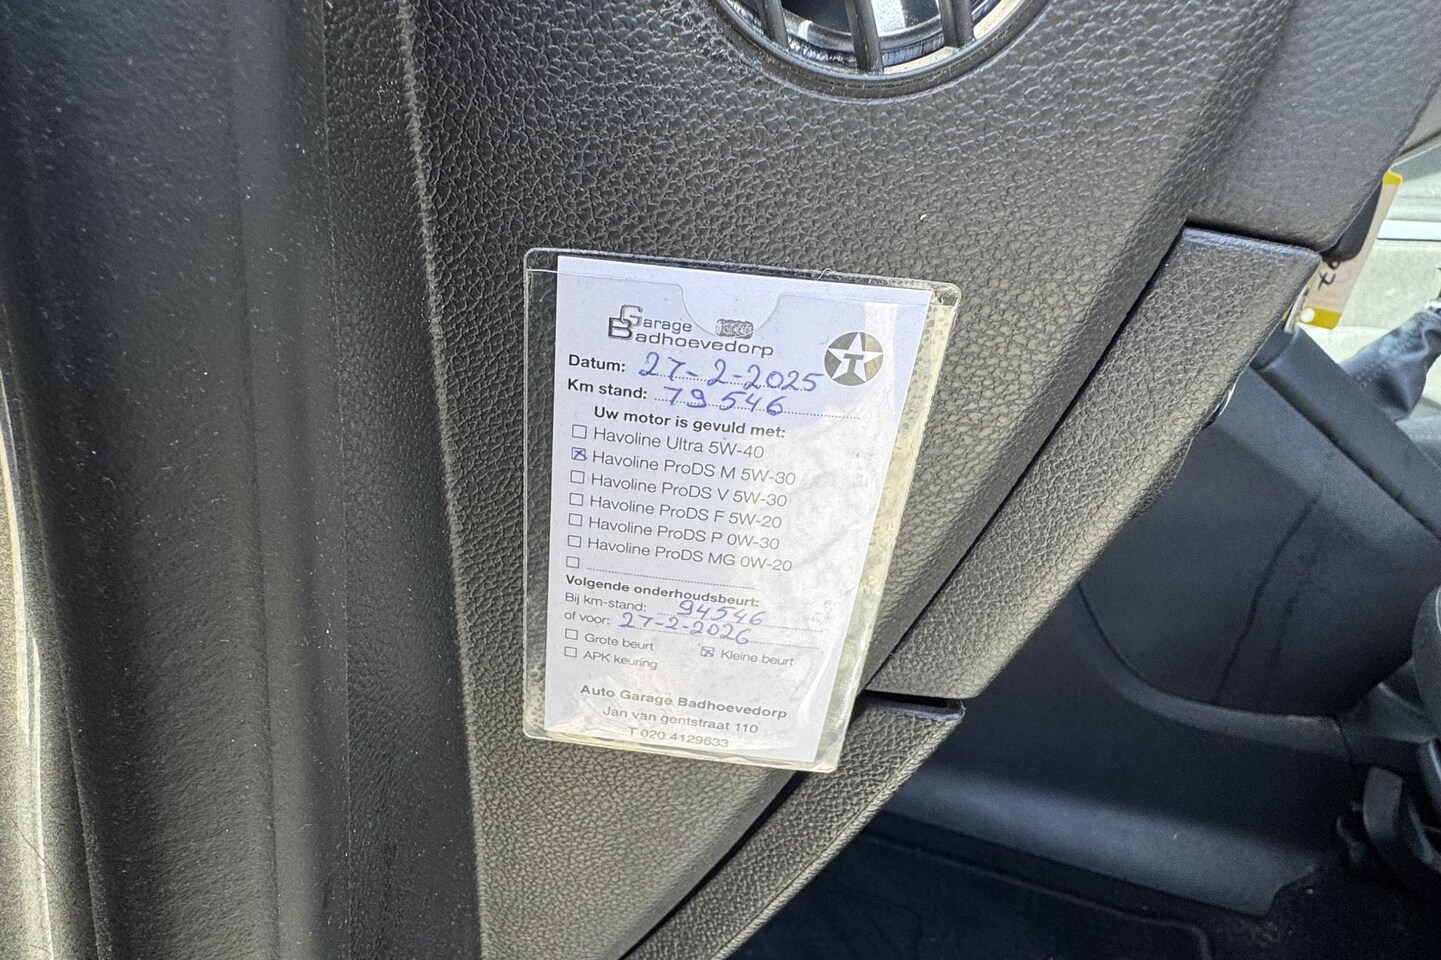 Garage
Badhoevedorp
Datum: 27-2-2025
Km stand: 79546
Uw motor is gevuld met:
Havoline Ultra 5W-40
Havoline ProDS M 5W-30
Havoline ProDS V 5W-30
Havoline ProDS F 5W-20
Havoline ProDS P 0W-30
Havoline ProDS MG 0W-20
Volgende onderhoudsbeurt:
Bij km-stand: 94546
of voor: 27-2-2026
Grote beurt Kleine beurt
APK keuring
Auto Garage Badhoevedorp
Jan van gentstraat 110
T 020 4129633